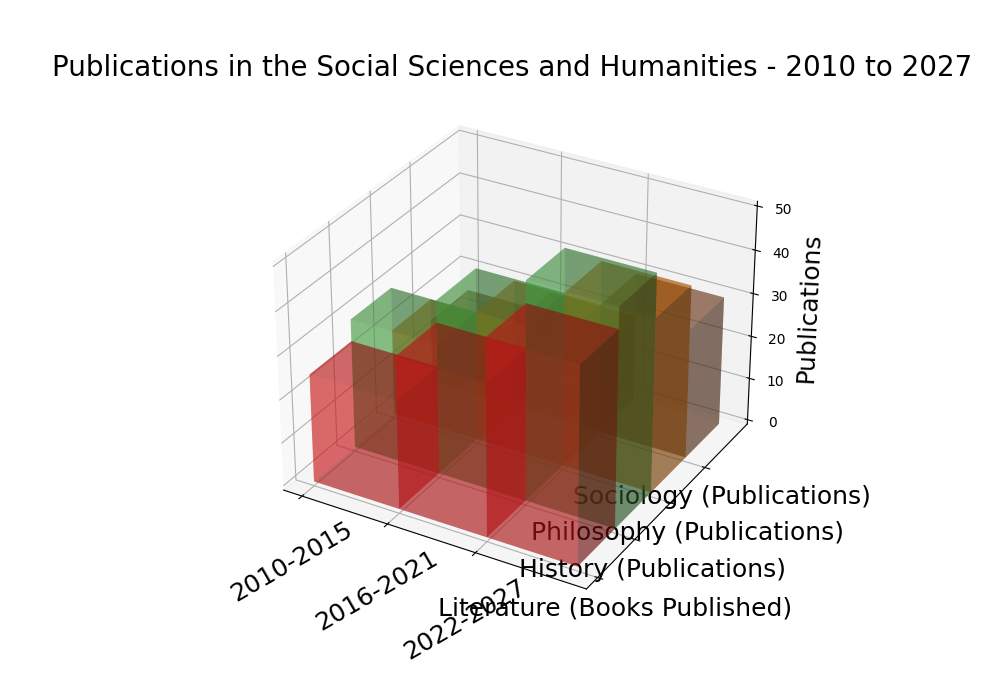 Publications in the Social Sciences and Humanities - 2010 to 2027
50
40
30
20
10
0
Publications
Sociology (Publications)
Philosophy (Publications)
History (Publications)
Literature (Books Published)
2010-2015
2016-2021
2022-2027